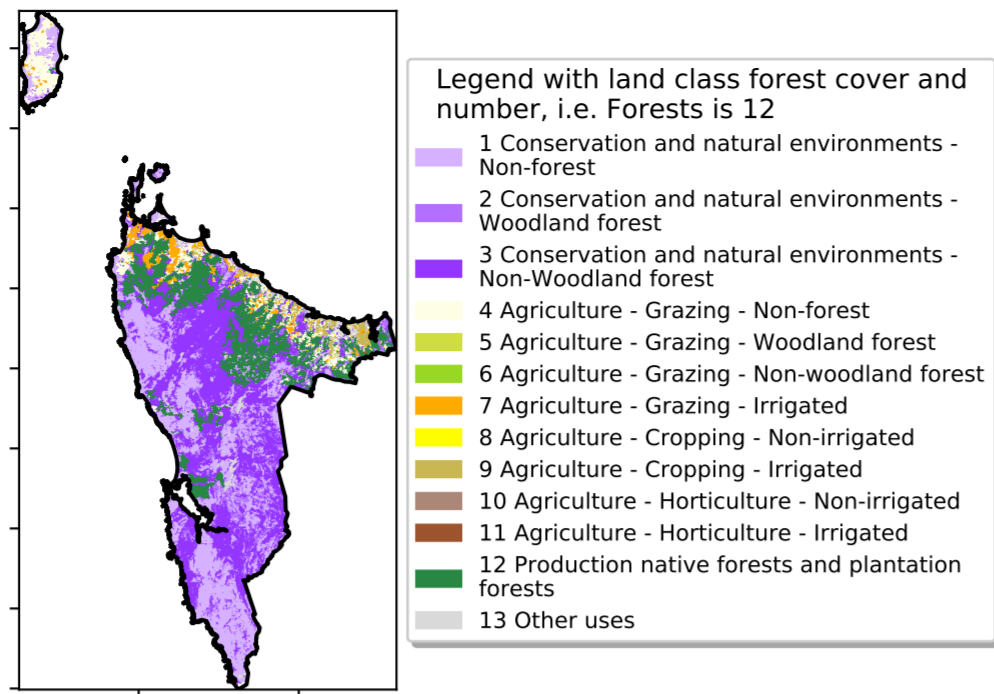 Legend with land class forest cover and
number, i.e. Forests is 12
1 Conservation and natural environments -
Non-forest
2 Conservation and natural environments -
Woodland forest
3 Conservation and natural environments -
Non-Woodland forest
4 Agriculture - Grazing - Non-forest
5 Agriculture - Grazing - Woodland forest
6 Agriculture - Grazing - Non-woodland forest
7 Agriculture - Grazing - Irrigated
8 Agriculture - Cropping - Non-irrigated
9 Agriculture - Cropping - Irrigated
10 Agriculture - Horticulture - Non-irrigated
11 Agriculture - Horticulture - Irrigated
12 Production native forests and plantation
forests
13 Other uses